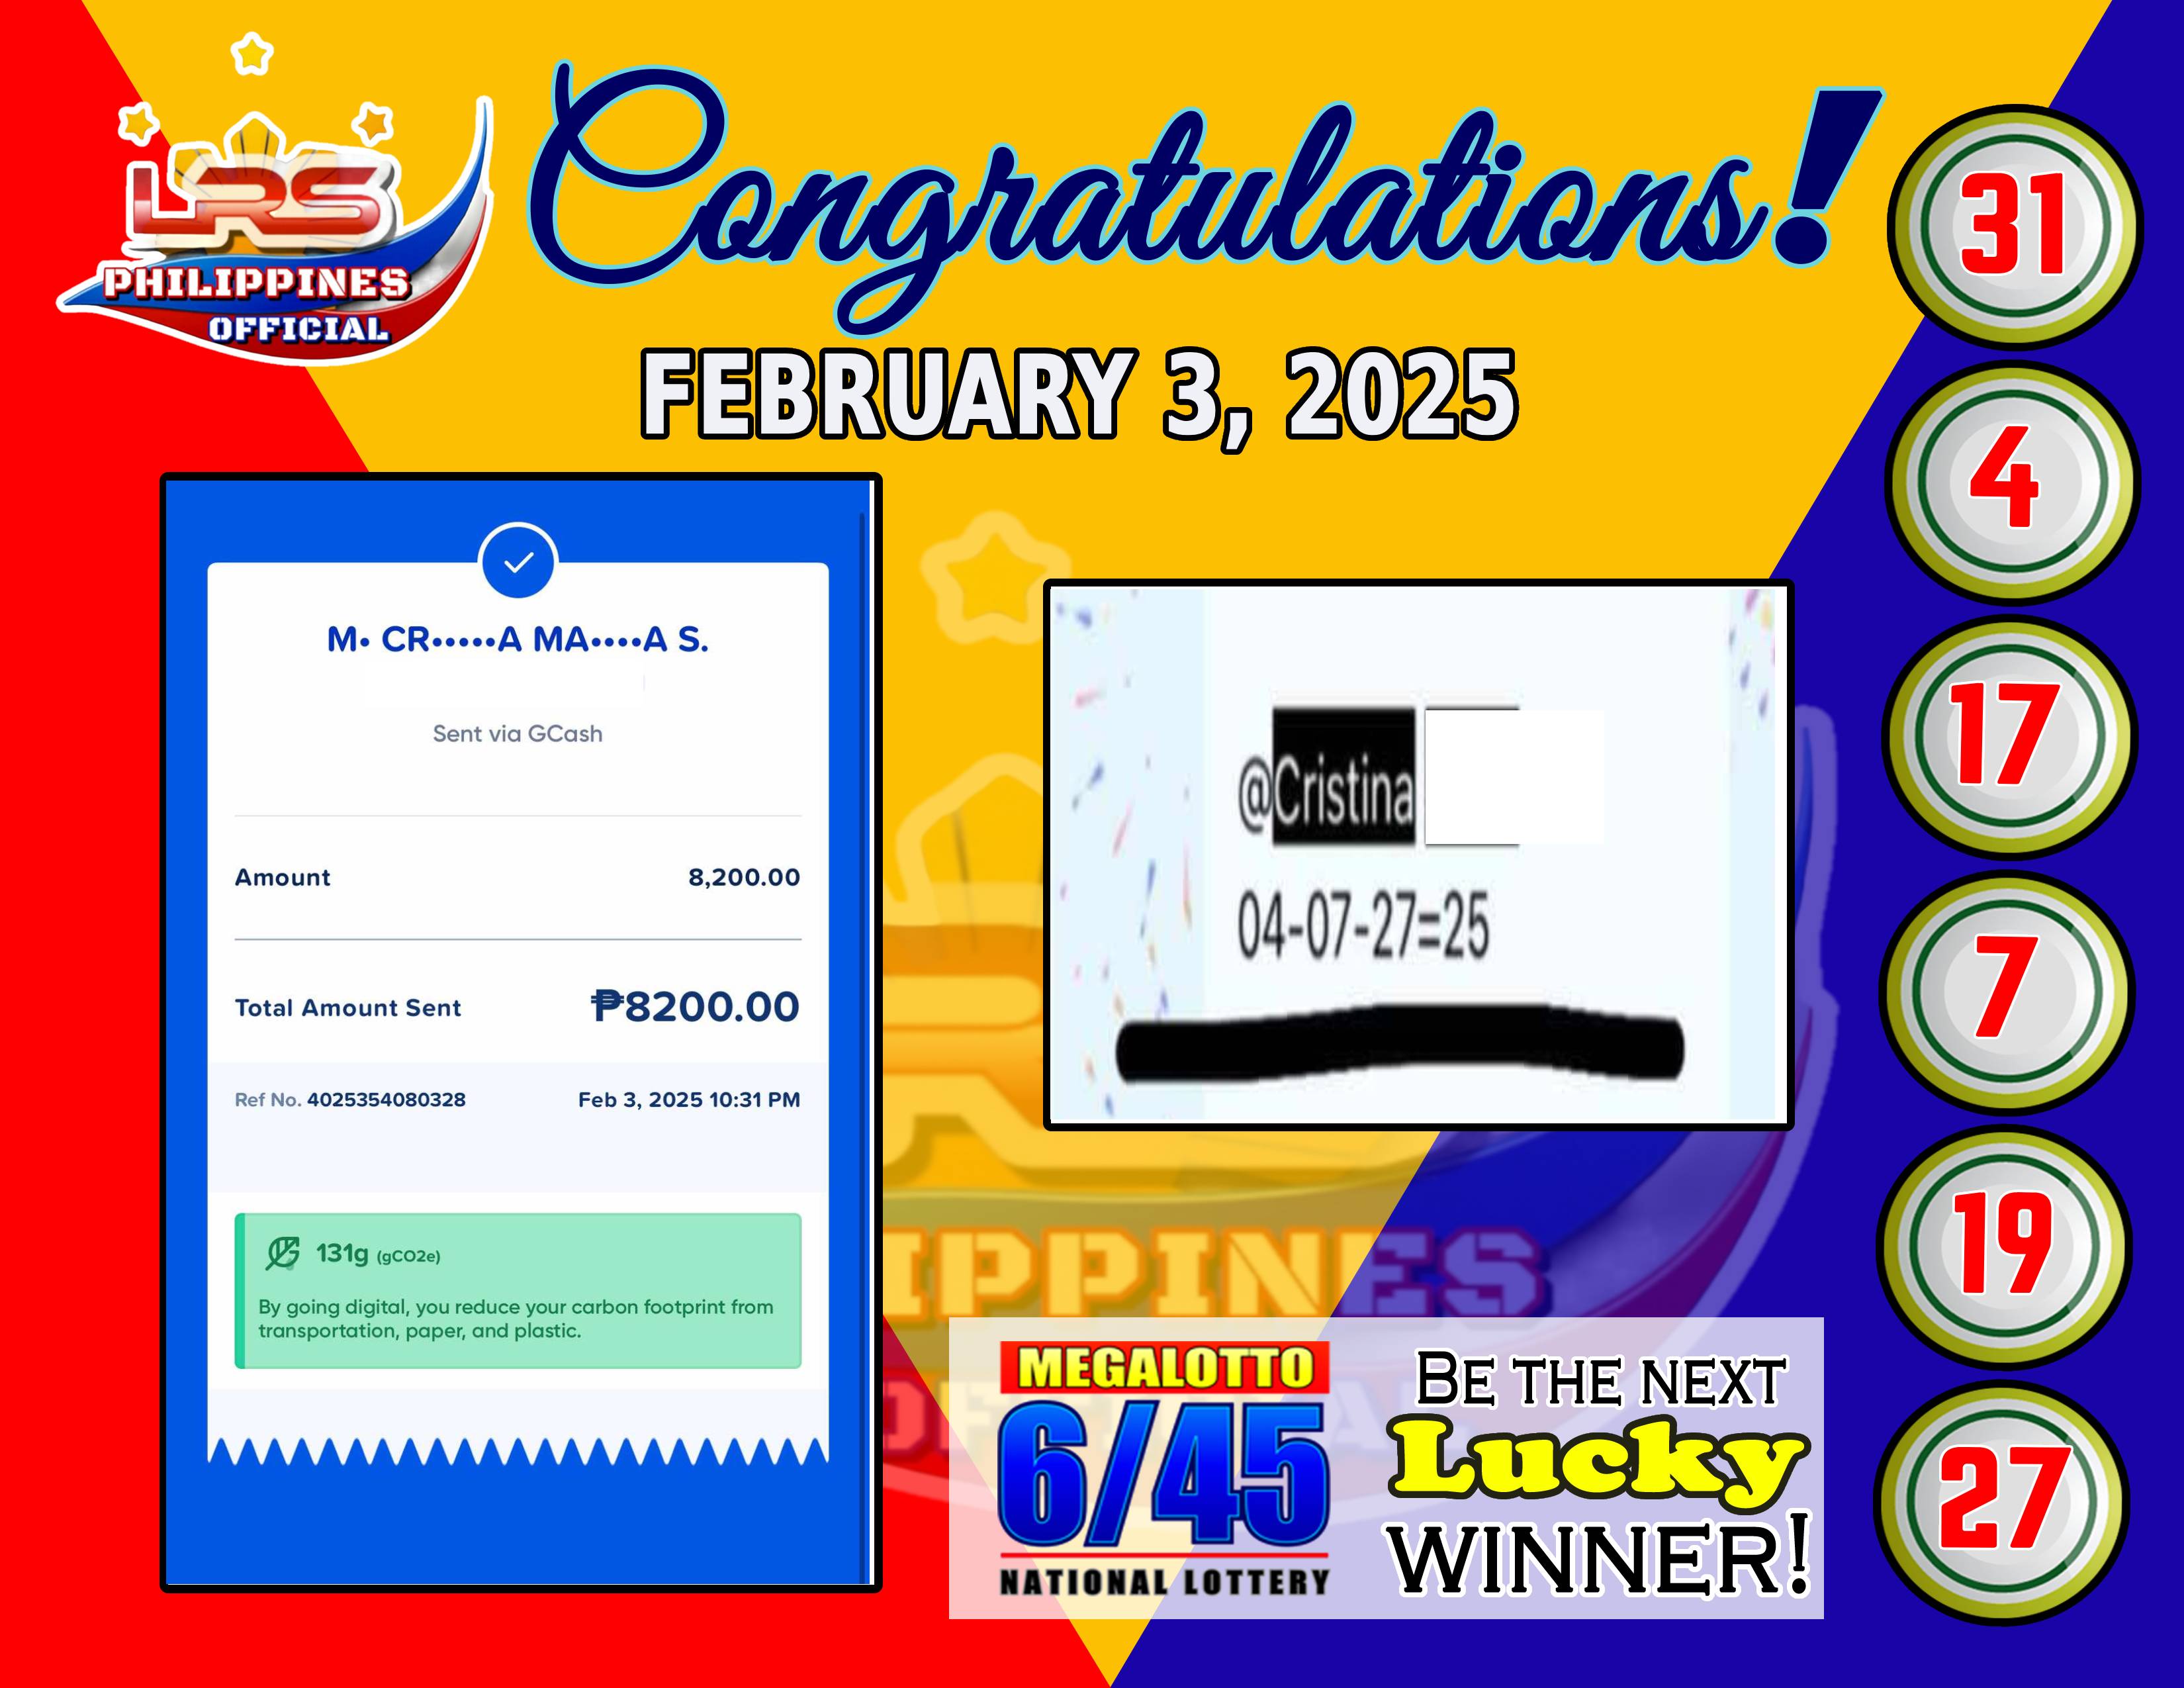 LRS
PHILIPPINES
OFFICIAL
Congratulations!
FEBRUARY 3, 2025
M• CR•••••A MA••••A S.
Sent via GCash
Amount 8,200.00
Total Amount Sent ₱8200.00
Ref No. 4025354080328 Feb 3, 2025 10:31 PM
131g (gCO2e)
By going digital, you reduce your carbon footprint from
transportation, paper, and plastic.
@Cristina
04-07-27=25
MEGALOTTO
6/45
NATIONAL LOTTERY
BE THE NEXT
Lucky
WINNER!
31
4
17
7
19
27